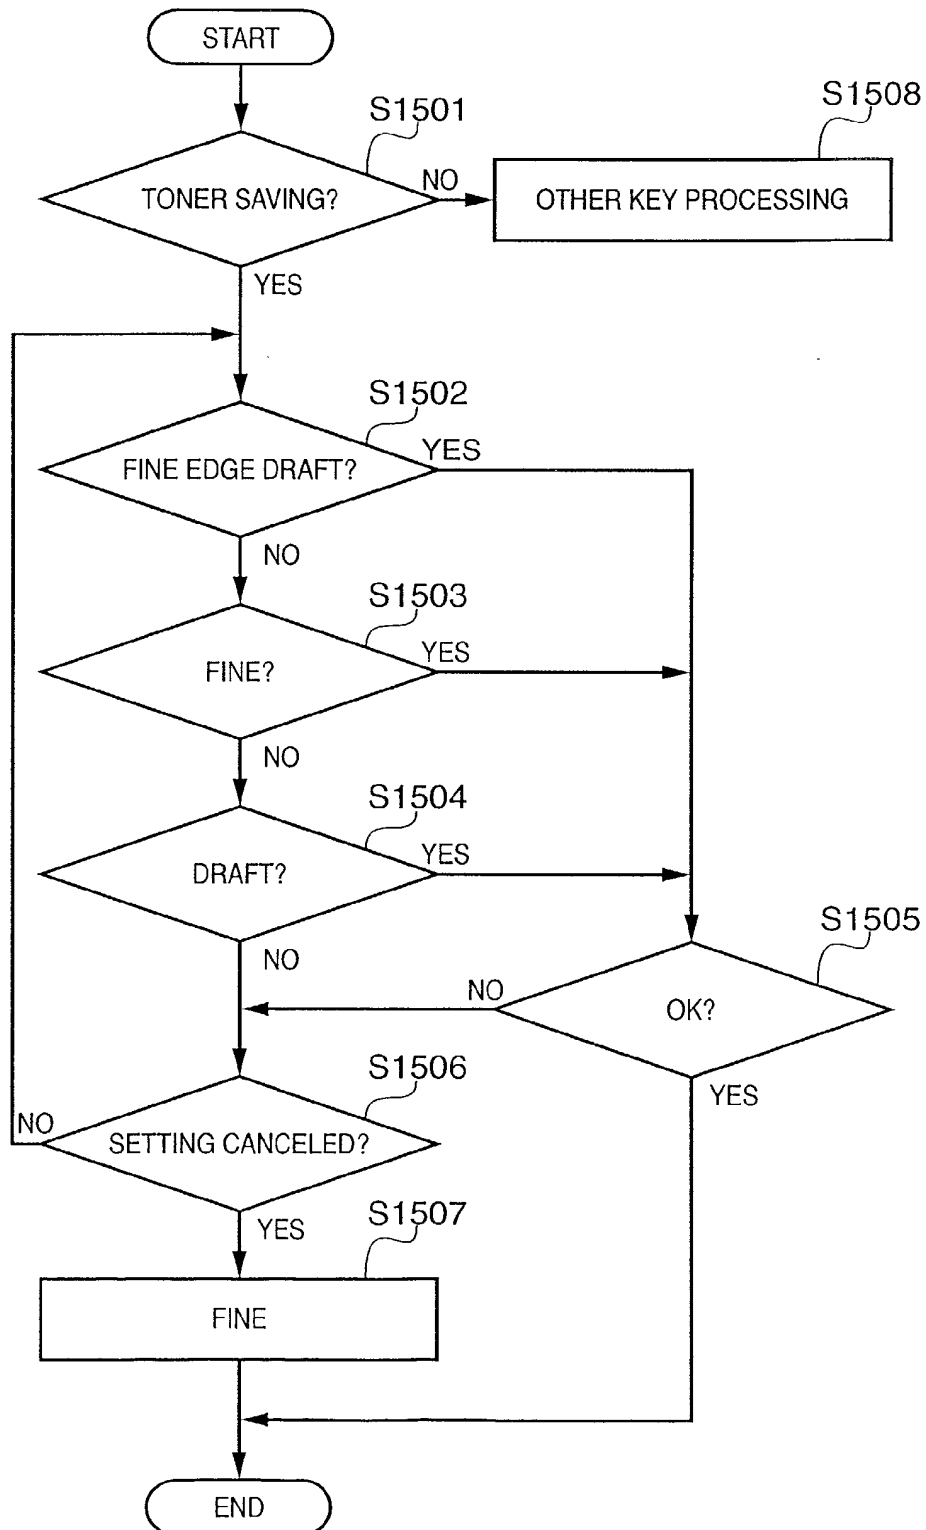 START
S1501
S1508
TONER SAVING?
NO
OTHER KEY PROCESSING
YES
S1502
YES
FINE EDGE DRAFT?
NO
S1503
YES
FINE?
NO
S1504
YES
DRAFT?
S1505
NO
NO
OK?
S1506
YES
NO
SETTING CANCELED?
YES
S1507
FINE
END